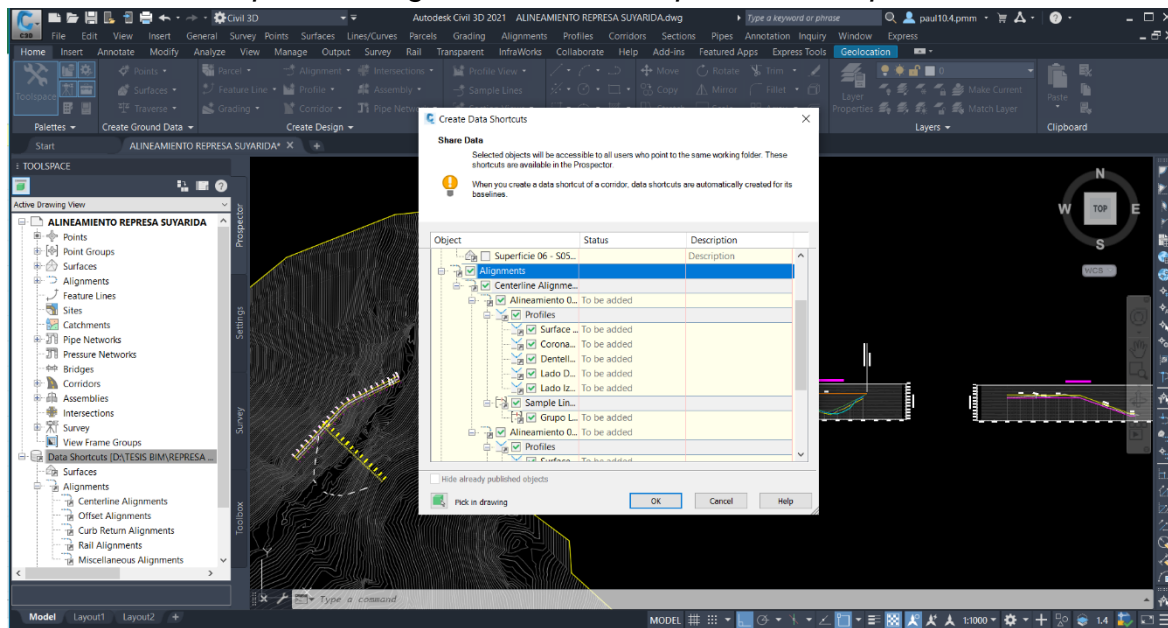 Civil 3D
Autodesk Civil 3D 2021 ALINEAMIENTO REPRESA SUYARIDA.dwg
Type a keyword or phrase
paul10.4.pmm
C3D
File Edit View Insert General Survey Points Surfaces Lines/Curves Parcels Grading Alignments Profiles Corridors Sections Pipes Annotation Inquiry Window Express
Home Insert Annotate Modify Analyze View Manage Output Survey Rail Transparent InfraWorks Collaborate Help Add-ins Featured Apps Express Tools Geolocation
Toolspace
Points
Surfaces
Traverse
Parcel
Feature Line
Grading
Alignment
Profile
Corridor
Intersections
Assembly
Pipe Netw
Profile View
Sample Lines
Move
Copy
Rotate
Mirror
Trim
Fillet
Layer Properties
0
Make Current
Match Layer
Paste
Palettes Create Ground Data Create Design Layers Clipboard
Start ALINEAMIENTO REPRESA SUYARIDA*
TOOLSPACE
Active Drawing View
ALINEAMIENTO REPRESA SUYARIDA
Points
Point Groups
Surfaces
Alignments
Feature Lines
Sites
Catchments
Pipe Networks
Pressure Networks
Bridges
Corridors
Assemblies
Intersections
Survey
View Frame Groups
Data Shortcuts [D:\TESIS BIM\REPRESA ...
Surfaces
Alignments
Centerline Alignments
Offset Alignments
Curb Return Alignments
Rail Alignments
Miscellaneous Alignments
Prospector
Settings
Survey
Toolbox
Create Data Shortcuts
Share Data
Selected objects will be accessible to all users who point to the same working folder. These
shortcuts are available in the Prospector.
When you create a data shortcut of a corridor, data shortcuts are automatically created for its
baselines.
Object Status Description
Superficie 06 - S05... Description
Alignments
Centerline Alignme...
Alineamiento 0... To be added
Profiles
Surface ... To be added
Corona... To be added
Dentell... To be added
Lado D... To be added
Lado Iz... To be added
Sample Lin...
Grupo L... To be added
Alineamiento 0... To be added
Profiles
Hide already published objects
Pick in drawing OK Cancel Help
N
W TOP E
S
WCS
Y
Type a command
Model Layout1 Layout2 +
MODEL 1:1000 1.4